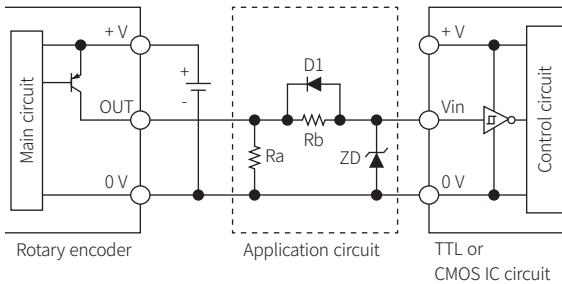 + V
OUT
0 V
Main circuit
Rotary encoder
+
-
D1
Rb
Ra
ZD
Application circuit
+ V
Vin
0 V
Control circuit
TTL or
CMOS IC circuit